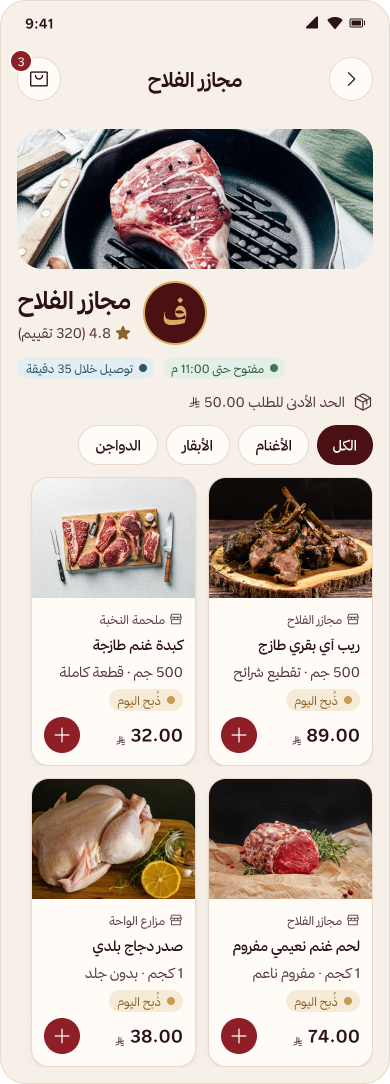 9:41
مجازر الفلاح
3
ف
مجازر الفلاح
4.8 (320 تقييم)
مفتوح حتى 11:00 م
توصيل خلال 35 دقيقة
الحد الأدنى للطلب 50.00
الكل
الأغنام
الأبقار
الدواجن
مجازر الفلاح
ريب آي بقري طازج
500 جم · تقطيع شرائح
ذُبح اليوم
89.00
ملحمة النخبة
كبدة غنم طازجة
500 جم · قطعة كاملة
ذُبح اليوم
32.00
مجازر الفلاح
لحم غنم نعيمي مفروم
1 كجم · مفروم ناعم
ذُبح اليوم
74.00
مزارع الواحة
صدر دجاج بلدي
1 كجم · بدون جلد
ذُبح اليوم
38.00